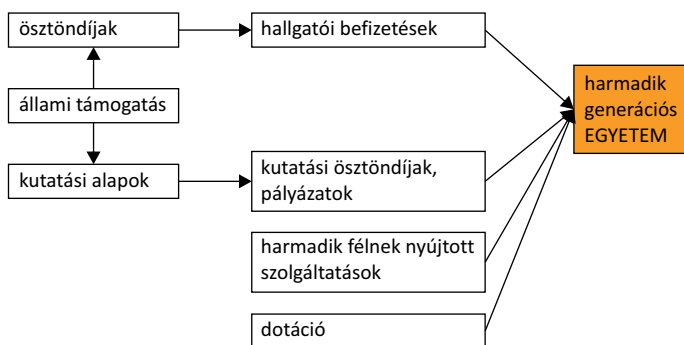 ösztöndíjak
hallgatói befizetések
állami támogatás
harmadik
generációs
EGYETEM
kutatási alapok
kutatási ösztöndíjak,
pályázatok
harmadik félnek nyújtott
szolgáltatások
dotáció